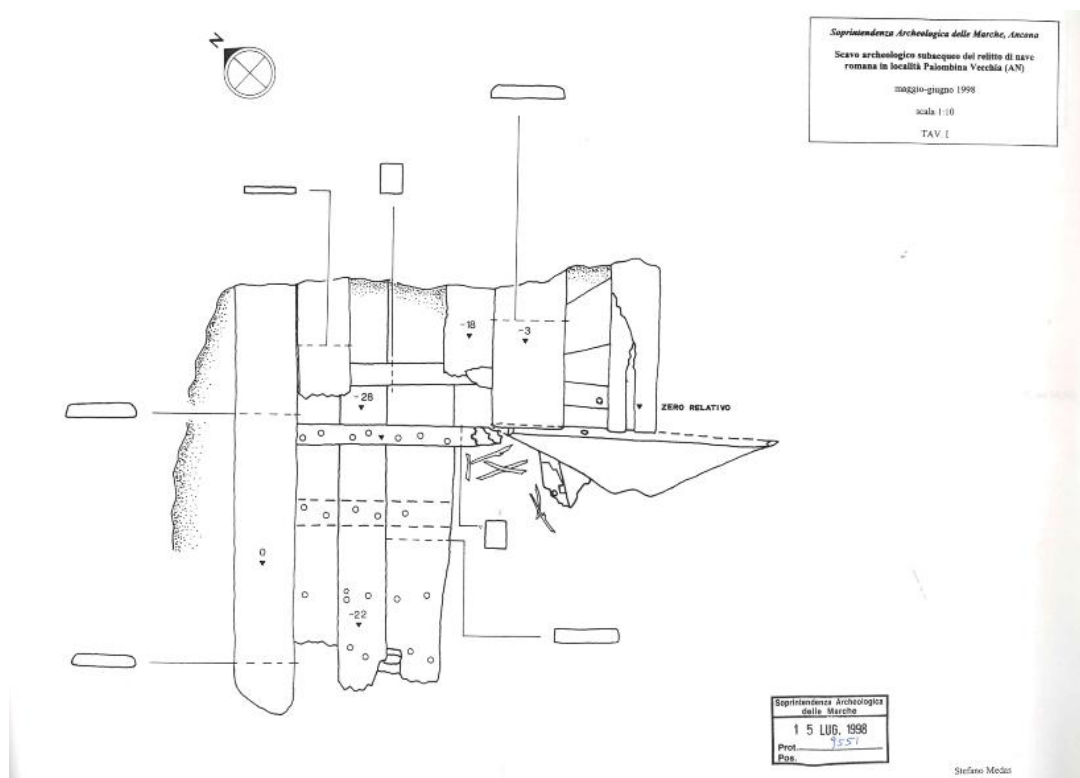 N
Soprintendenza Archeologica delle Marche, Ancona
Scavo archeologico subacqueo del relitto di nave
romana in località Palombina Vecchia (AN)
maggio-giugno 1998
scala 1:10
TAV. I
-18
-3
-28
ZERO RELATIVO
0
-22
Soprintendenza Archeologica
delle Marche
1 5 LUG. 1998
Prot. 9551
Pos.
Stefano Medas